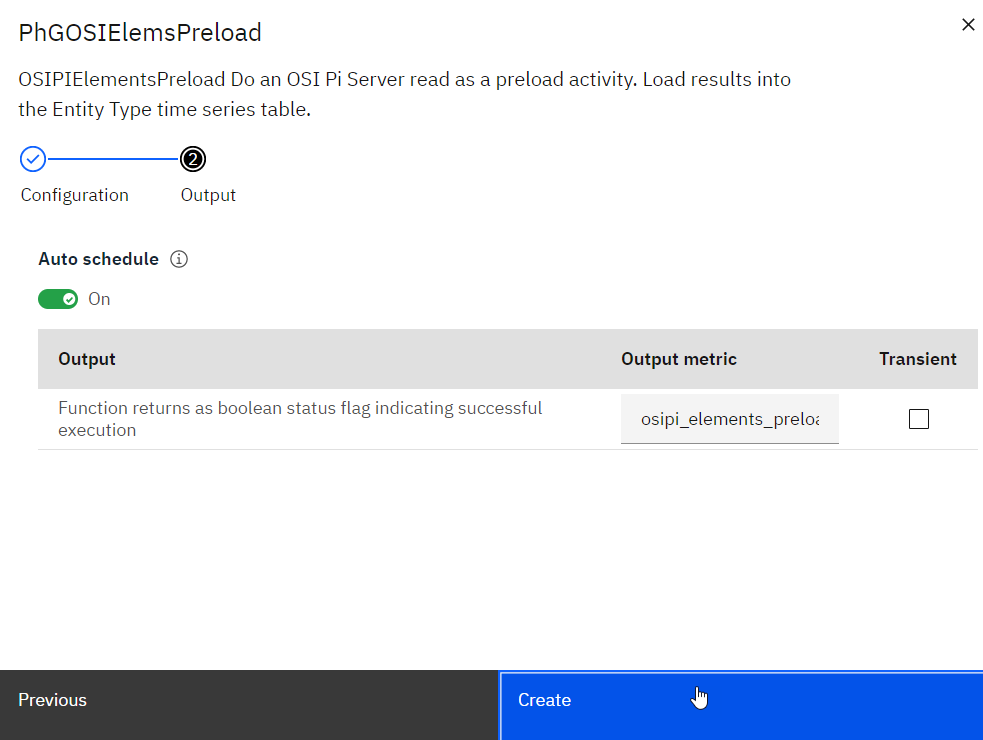 PhGOSIElemsPreload
OSIPIElementsPreload Do an OSI Pi Server read as a preload activity. Load results into
the Entity Type time series table.
2
Configuration
Output
Auto schedule
On
Output Output metric Transient
Function returns as boolean status flag indicating successful
execution
osipi_elements_preloa
Previous
Create